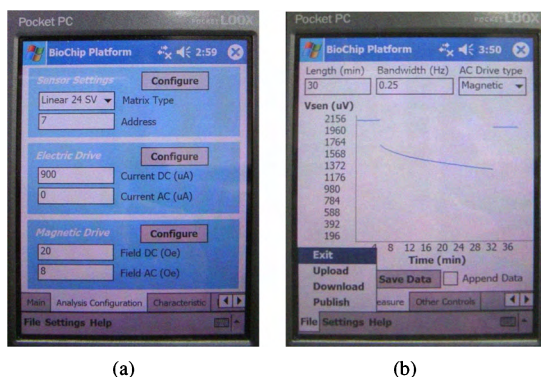 Pocket PC
POCKET LOOX
BioChip Platform 2:59
Sensor Settings Configure
Linear 24 SV Matrix Type
7 Address
Electric Drive Configure
900 Current DC (uA)
0 Current AC (uA)
Magnetic Drive Configure
20 Field DC (Oe)
8 Field AC (Oe)
Main Analysis Configuration Characteristic
File Settings Help
(a)
Pocket PC
POCKET LOOX
BioChip Platform 3:50
Length (min) Bandwidth (Hz) AC Drive type
30 0.25 Magnetic
Vsen (uV)
2156
1960
1764
1568
1372
1176
980
784
588
392
196
4 8 12 16 20 24 28 32 36
Time (min)
Exit
Upload
Download
Publish
Save Data Append Data
easure Other Controls
File Settings Help
(b)